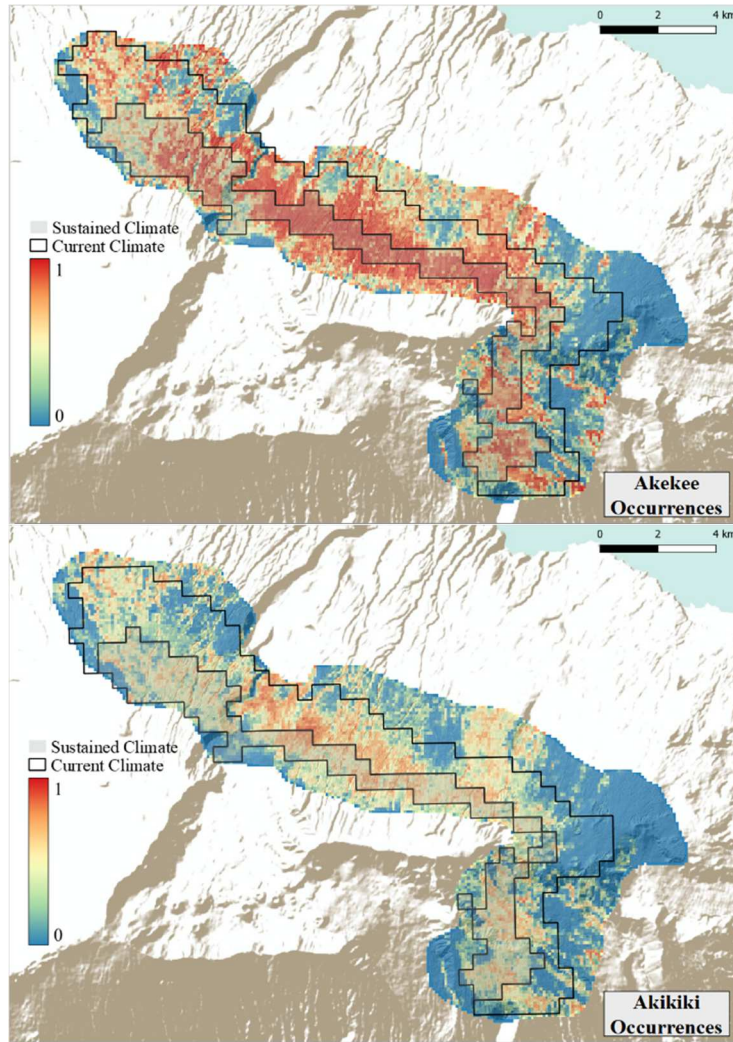 0 2 4 km
Sustained Climate
Current Climate
1
0
Akekee
Occurrences
0 2 4 km
Sustained Climate
Current Climate
1
0
Akikiki
Occurrences